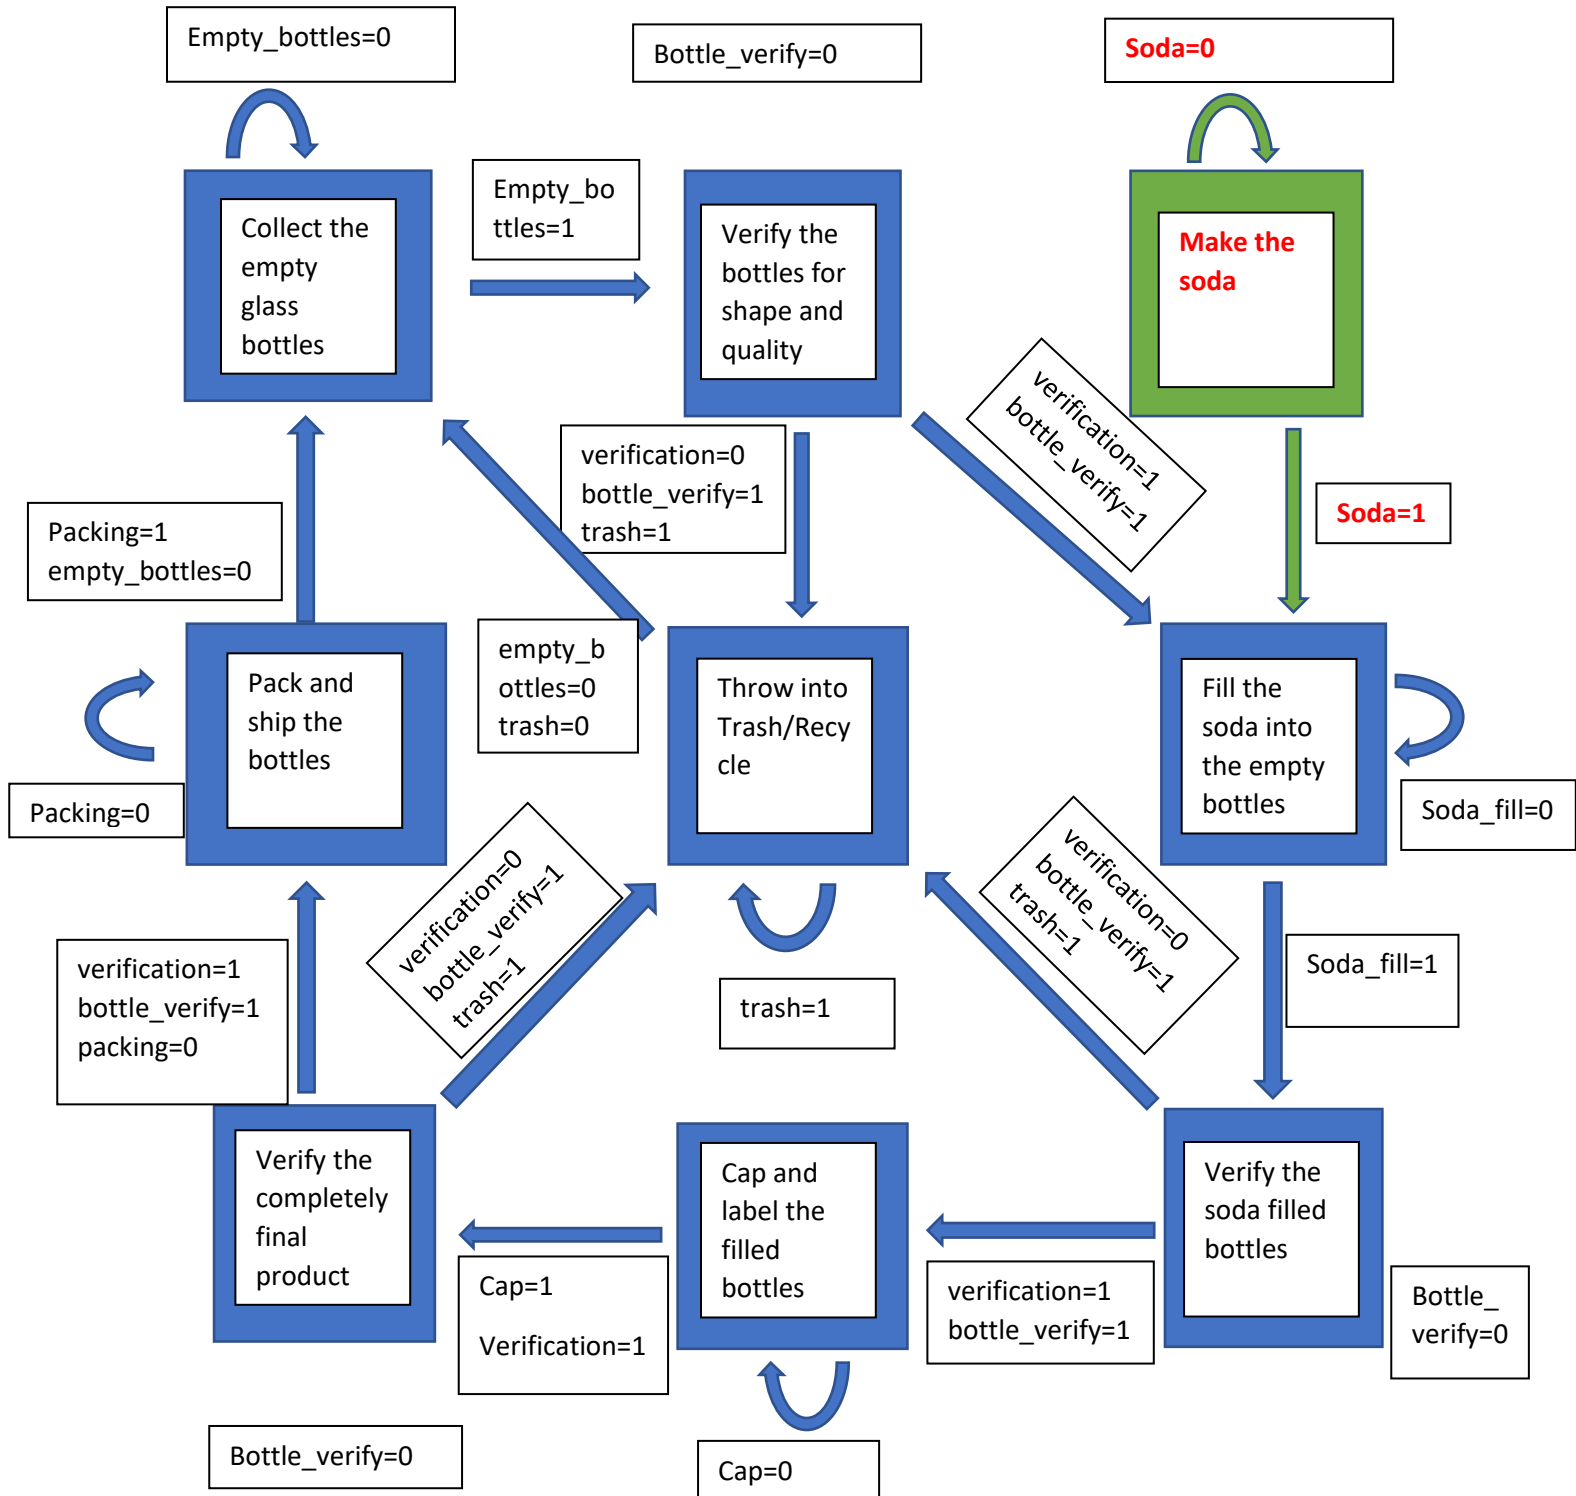 Empty_bottles=0
Bottle_verify=0
Soda=0
Collect the
empty
glass
bottles
Empty_bo
ttles=1
Verify the
bottles for
shape and
quality
Make the
soda
verification=1
bottle_verify=1
verification=0
bottle_verify=1
trash=1
Soda=1
Packing=1
empty_bottles=0
Pack and
ship the
bottles
empty_b
ottles=0
trash=0
Throw into
Trash/Recy
cle
Fill the
soda into
the empty
bottles
Packing=0
Soda_fill=0
verification=0
bottle_verify=1
trash=1
verification=0
bottle_verify=1
trash=1
verification=1
bottle_verify=1
packing=0
trash=1
Soda_fill=1
Verify the
completely
final
product
Cap and
label the
filled
bottles
Verify the
soda filled
bottles
Cap=1
Verification=1
verification=1
bottle_verify=1
Bottle_
verify=0
Bottle_verify=0
Cap=0